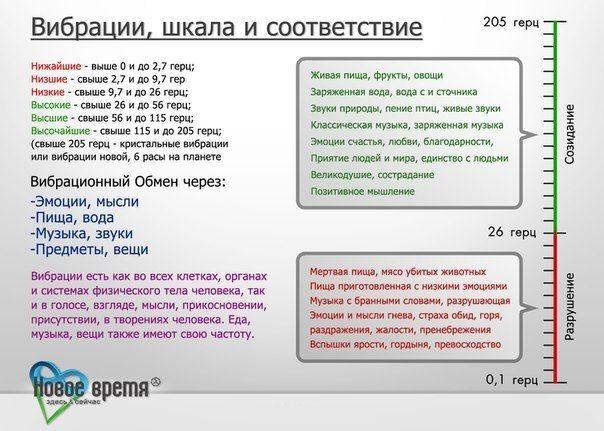 Вибрации, шкала и соответствие
205 герц
Нижайшие - выше 0 и до 2,7 герц;
Низшие - свыше 2,7 и до 9,7 гер
Низкие - свыше 9,7 и до 26 герц;
Высокие - свыше 26 и до 56 герц;
Высшие - свыше 56 и до 115 герц;
Высочайшие - свыше 115 и до 205 герц;
(свыше 205 герц - кристальные вибрации
или вибрации новой, 6 расы на планете
Живая пища, фрукты, овощи
Заряженная вода, вода с и сточника
Звуки природы, пение птиц, живые звуки
Классическая музыка, заряженная музыка
Эмоции счастья, любви, благодарности,
Приятие людей и мира, единство с людьми
Великодушие, сострадание
Позитивное мышление
Созидание
Вибрационный Обмен через:
-Эмоции, мысли
-Пища, вода
-Музыка, звуки
-Предметы, вещи
26 герц
Вибрации есть как во всех клетках, органах
и системах физического тела человека, так
и в голосе, взгляде, мысли, прикосновении,
присутствии, в творениях человека. Еда,
музыка, вещи также имеют свою частоту.
Мертвая пища, мясо убитых животных
Пища приготовленная с низкими эмоциями
Музыка с бранными словами, разрушающая
Эмоции и мысли гнева, страха обид, горя,
раздражения, жалости, пренебрежения
Вспышки ярости, гордыня, превосходство
Разрушение
0,1 герц
Новое время
здесь & сейчас